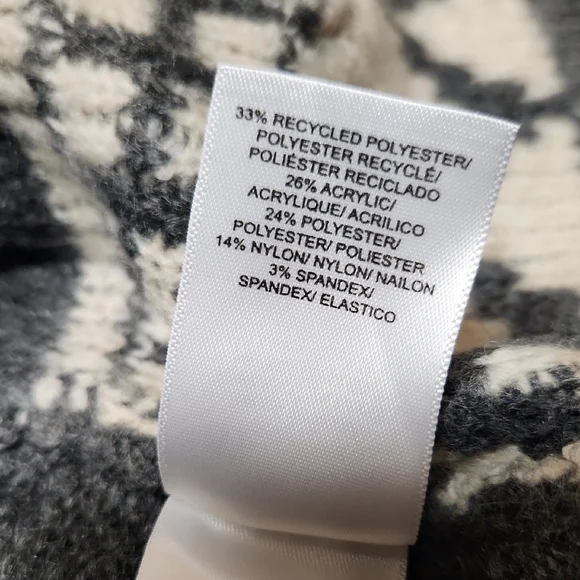 33% RECYCLED POLYESTER/
POLYESTER RECYCLÉ/
POLIÉSTER RECICLADO
26% ACRYLIC/
ACRYLIQUE/ ACRILICO
24% POLYESTER/
POLYESTER/ POLIESTER
14% NYLON/ NYLON/ NAILON
3% SPANDEX/
SPANDEX/ ELASTICO